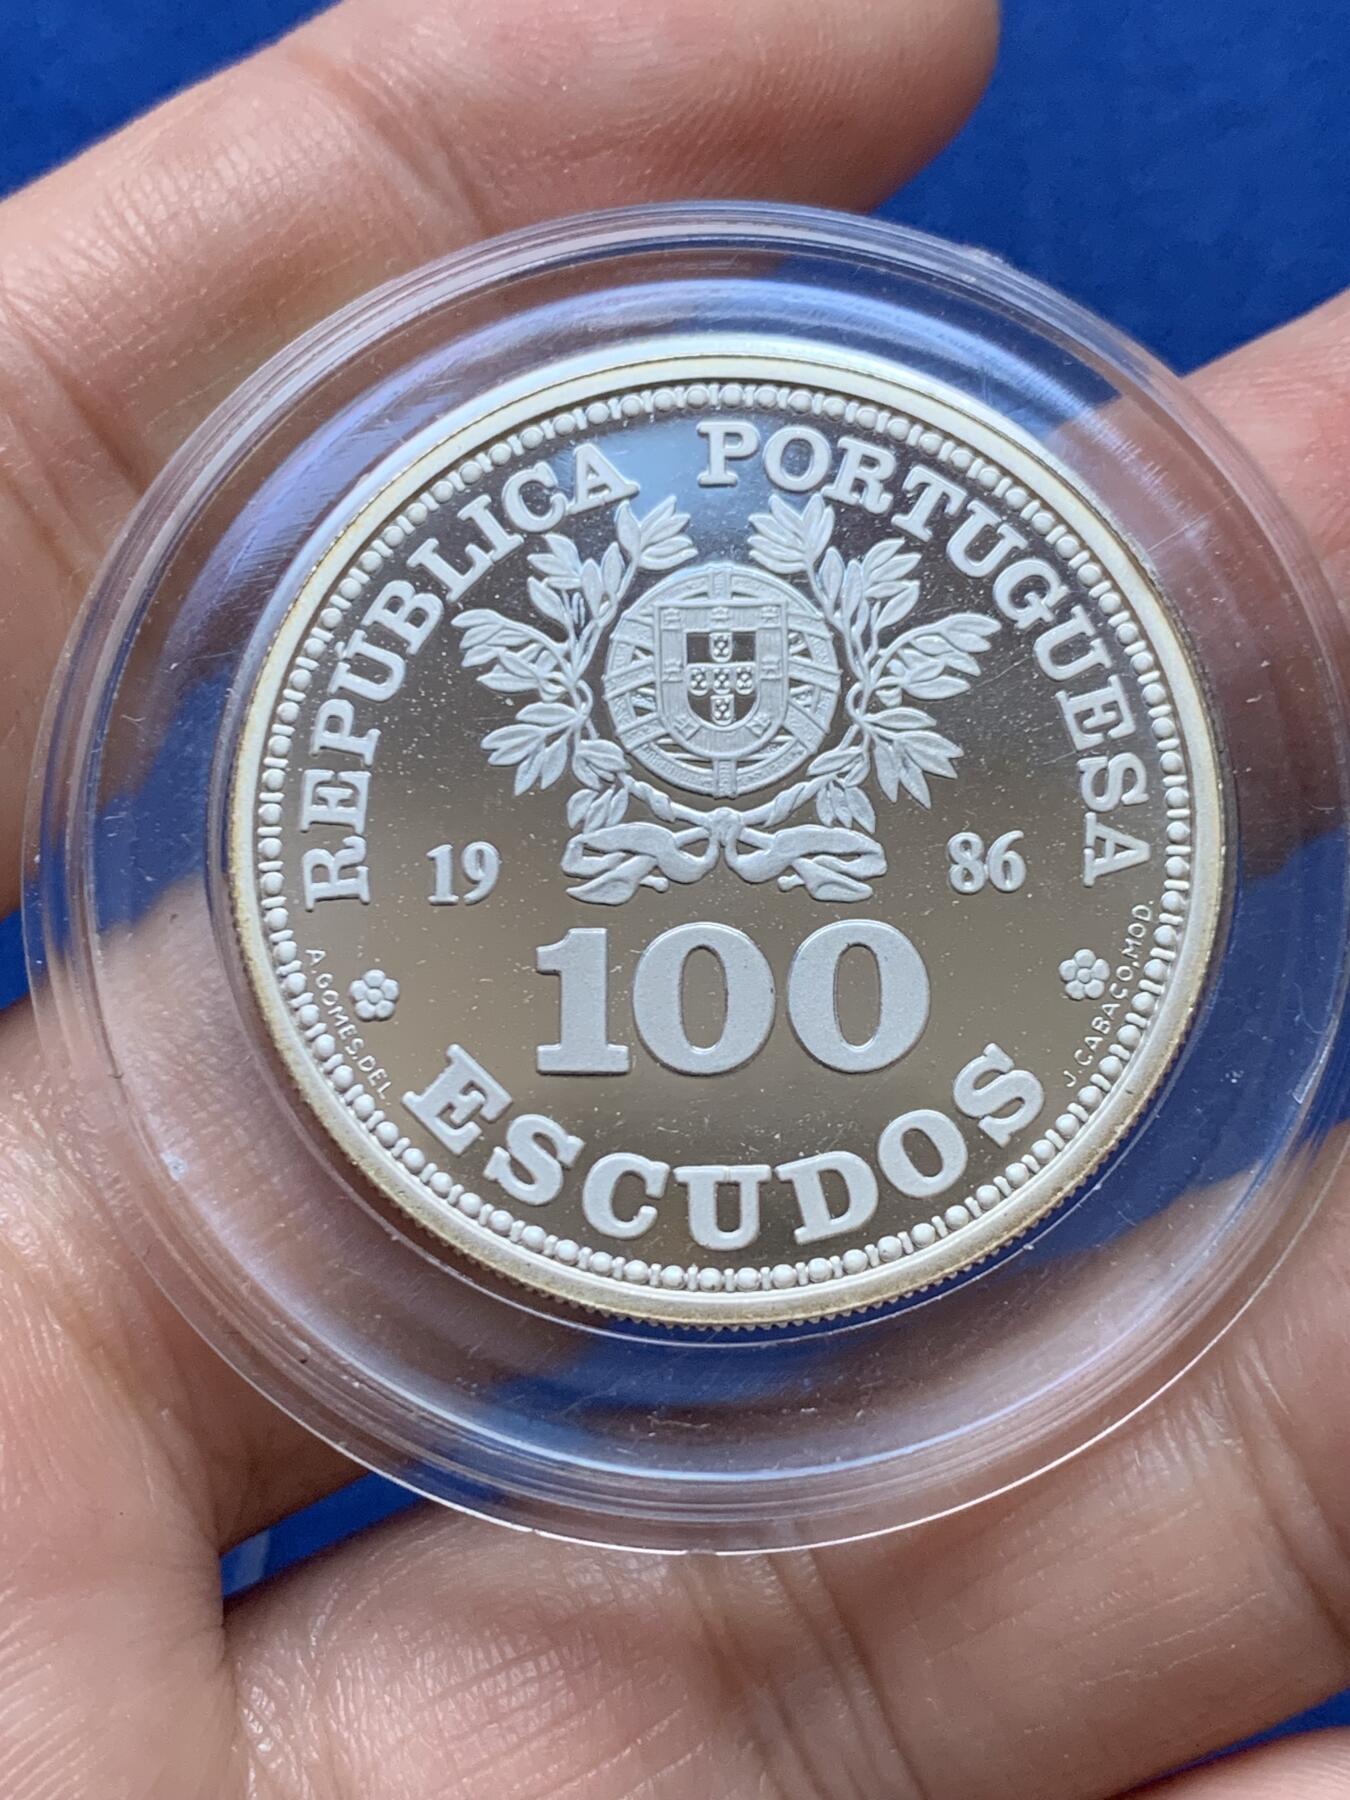 REPÚBLICA PORTUGUESA
19 86
100
ESCUDOS
A.GOMES.DEL.
J.CABAÇO.MOD.